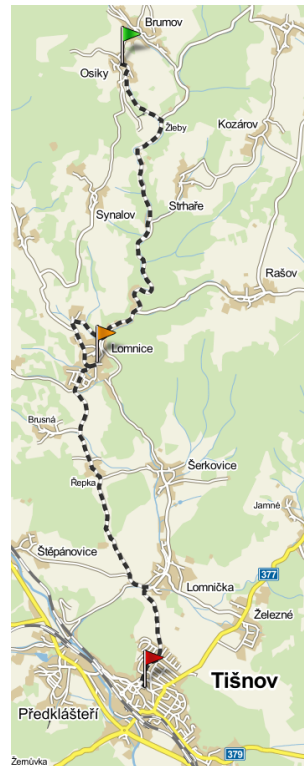 Brumov
Osiky
Žleby
Kozárov
Strhaře
Synalov
Rašov
Lomnice
Brusná
Šerkovice
Řepka
Jamné
Štěpánovice
377
Lomnička
Železné
Tišnov
Předklášteří
379
Žernůvka